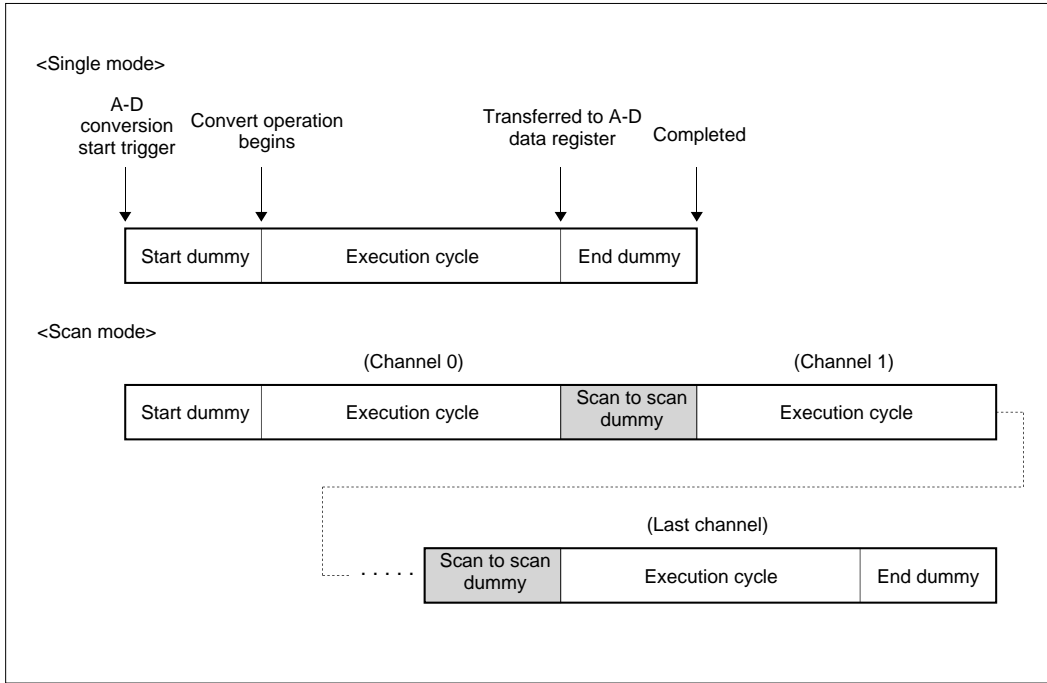 <Single mode>
A-D
conversion
start trigger
Convert operation
begins
Transferred to A-D
data register
Completed
Start dummy
Execution cycle
End dummy
<Scan mode>
(Channel 0)
(Channel 1)
Start dummy
Execution cycle
Scan to scan
dummy
Execution cycle
(Last channel)
· · · · ·
Scan to scan
dummy
Execution cycle
End dummy